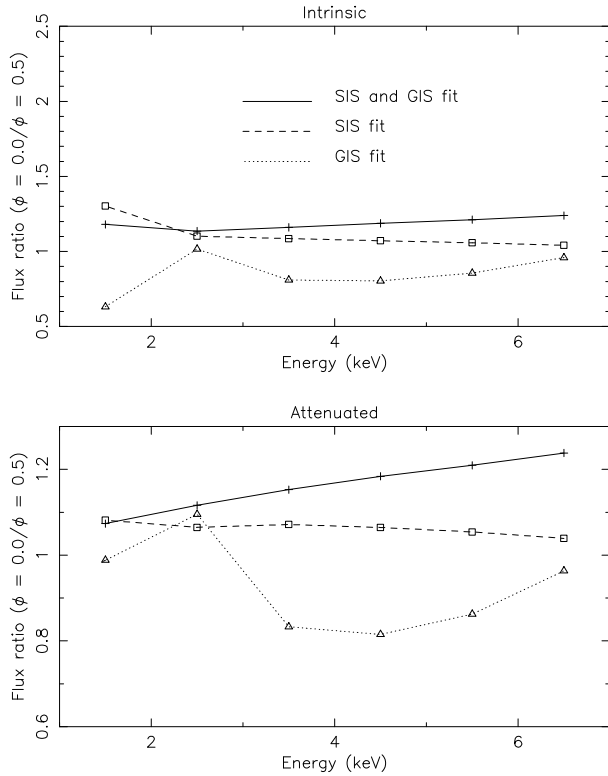 Intrinsic
Flux ratio (ϕ = 0.0/ϕ = 0.5)
2.5
2
1.5
1
0.5
SIS and GIS fit
SIS fit
GIS fit
2
4
6
Energy (keV)
Attenuated
Flux ratio (ϕ = 0.0/ϕ = 0.5)
1.2
1
0.8
0.6
2
4
6
Energy (keV)